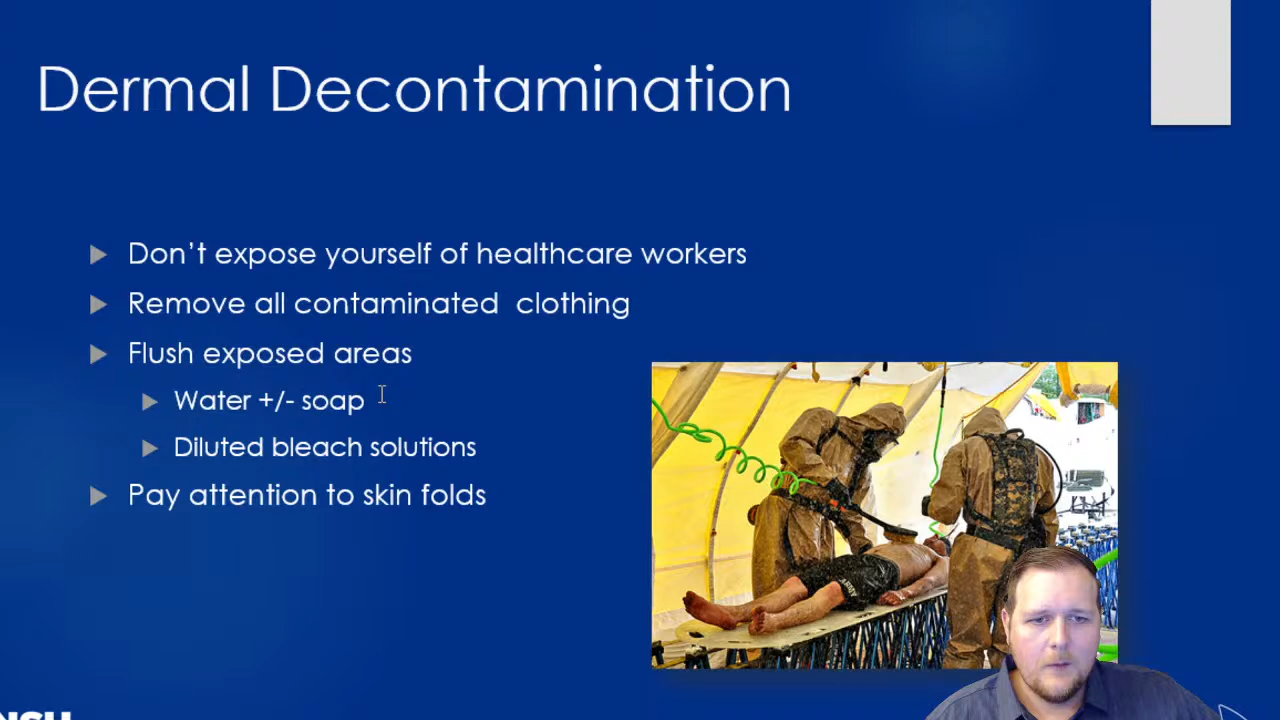 Dermal Decontamination
Don't expose yourself of healthcare workers
Remove all contaminated clothing
Flush exposed areas
Water +/- soap
Diluted bleach solutions
Pay attention to skin folds